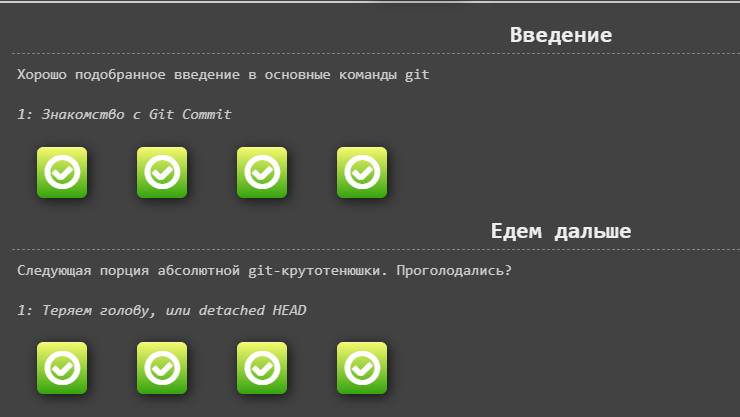 Введение
Хорошо подобранное введение в основные команды git
1: Знакомство с Git Commit
Едем дальше
Следующая порция абсолютной git-крутотенюшки. Проголодались?
1: Теряем голову, или detached HEAD